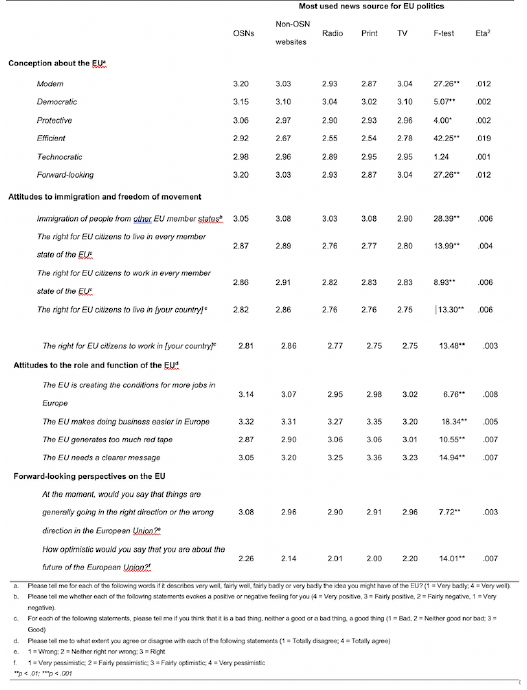 Most used news source for EU politics
OSNs Non-OSN websites Radio Print TV F-test Eta²
Conception about the EUᵃ
Modern 3.20 3.03 2.93 2.87 3.04 27.26** .012
Democratic 3.15 3.10 3.04 3.02 3.10 5.07** .002
Protective 3.06 2.97 2.90 2.93 2.96 4.00* .002
Efficient 2.92 2.67 2.55 2.54 2.78 42.25** .019
Technocratic 2.98 2.96 2.89 2.95 2.95 1.24 .001
Forward-looking 3.20 3.03 2.93 2.87 3.04 27.26** .012
Attitudes to immigration and freedom of movement
Immigration of people from other EU member statesᵇ 3.05 3.08 3.03 3.08 2.90 28.39** .006
The right for EU citizens to live in every member
state of the EUᶜ 2.87 2.89 2.76 2.77 2.80 13.99** .004
The right for EU citizens to work in every member
state of the EUᶜ 2.86 2.91 2.82 2.83 2.83 8.93** .006
The right for EU citizens to live in [your country]ᶜ 2.82 2.86 2.76 2.76 2.75 13.30** .006
The right for EU citizens to work in [your country]ᶜ 2.81 2.86 2.77 2.75 2.75 13.48** .003
Attitudes to the role and function of the EUᵈ
The EU is creating the conditions for more jobs in
Europe 3.14 3.07 2.95 2.98 3.02 6.76** .008
The EU makes doing business easier in Europe 3.32 3.31 3.27 3.35 3.20 18.34** .005
The EU generates too much red tape 2.87 2.90 3.06 3.06 3.01 10.55** .007
The EU needs a clearer message 3.05 3.20 3.25 3.36 3.23 14.94** .007
Forward-looking perspectives on the EU
At the moment, would you say that things are
generally going in the right direction or the wrong 3.08 2.96 2.90 2.91 2.96 7.72** .003
direction in the European Union?ᵉ
How optimistic would you say that you are about the
future of the European Union?ᶠ 2.26 2.14 2.01 2.00 2.20 14.01** .007
a. Please tell me for each of the following words if it describes very well, fairly well, fairly badly or very badly the idea you might have of the EU? (1 = Very badly; 4 = Very well).
b. Please tell me whether each of the following statements evokes a positive or negative feeling for you (4 = Very positive, 3 = Fairly positive, 2 = Fairly negative, 1 = Very
negative).
c. For each of the following statements, please tell me if you think that it is a bad thing, neither a good or a bad thing, a good thing (1 = Bad, 2 = Neither good nor bad; 3 =
Good)
d. Please tell me to what extent you agree or disagree with each of the following statements (1 = Totally disagree; 4 = Totally agree)
e. 1 = Wrong; 2 = Neither right nor wrong; 3 = Right
f. 1 = Very pessimistic; 2 = Fairly pessimistic; 3 = Fairly optimistic; 4 = Very pessimistic
**p < .01; ***p < .001